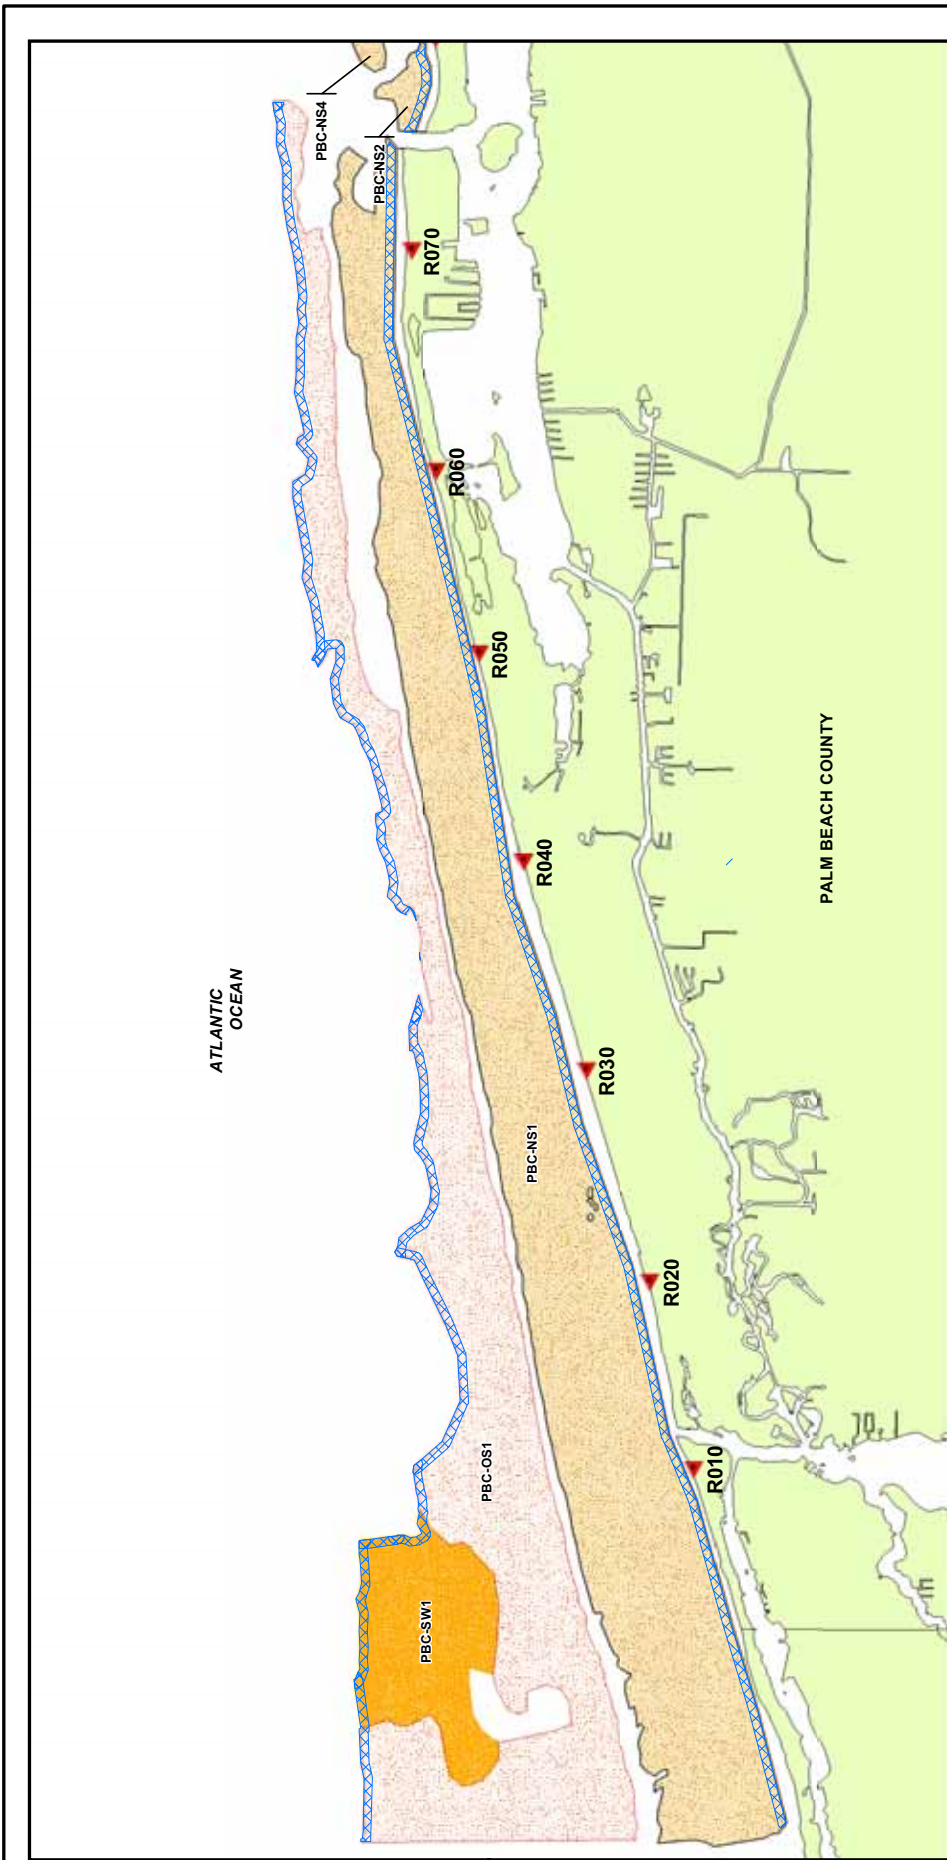 PBC-NS4
PBC-NS2
R070
R060
R050
R040
ATLANTIC
OCEAN
PALM BEACH COUNTY
R030
PBC-NS1
R020
PBC-OS1
R010
PBC-SW1